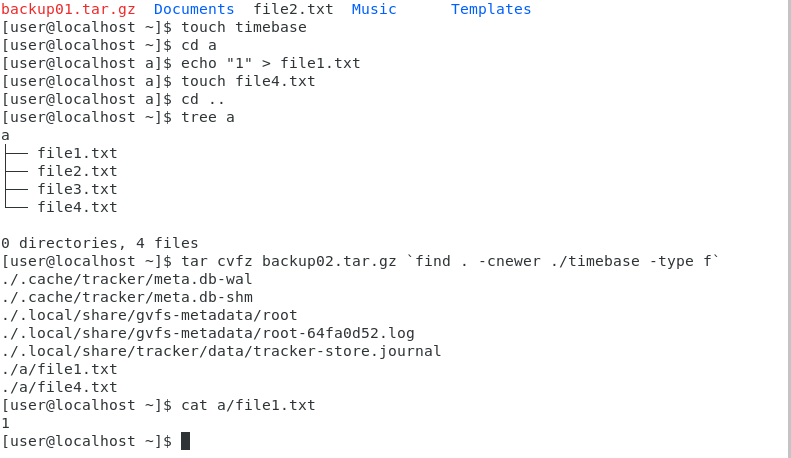 backup01.tar.gz  Documents  file2.txt  Music      Templates
[user@localhost ~]$ touch timebase
[user@localhost ~]$ cd a
[user@localhost a]$ echo "1" > file1.txt
[user@localhost a]$ touch file4.txt
[user@localhost a]$ cd ..
[user@localhost ~]$ tree a
a
├── file1.txt
├── file2.txt
├── file3.txt
└── file4.txt

0 directories, 4 files
[user@localhost ~]$ tar cvfz backup02.tar.gz `find . -cnewer ./timebase -type f`
./.cache/tracker/meta.db-wal
./.cache/tracker/meta.db-shm
./.local/share/gvfs-metadata/root
./.local/share/gvfs-metadata/root-64fa0d52.log
./.local/share/tracker/data/tracker-store.journal
./a/file1.txt
./a/file4.txt
[user@localhost ~]$ cat a/file1.txt
1
[user@localhost ~]$